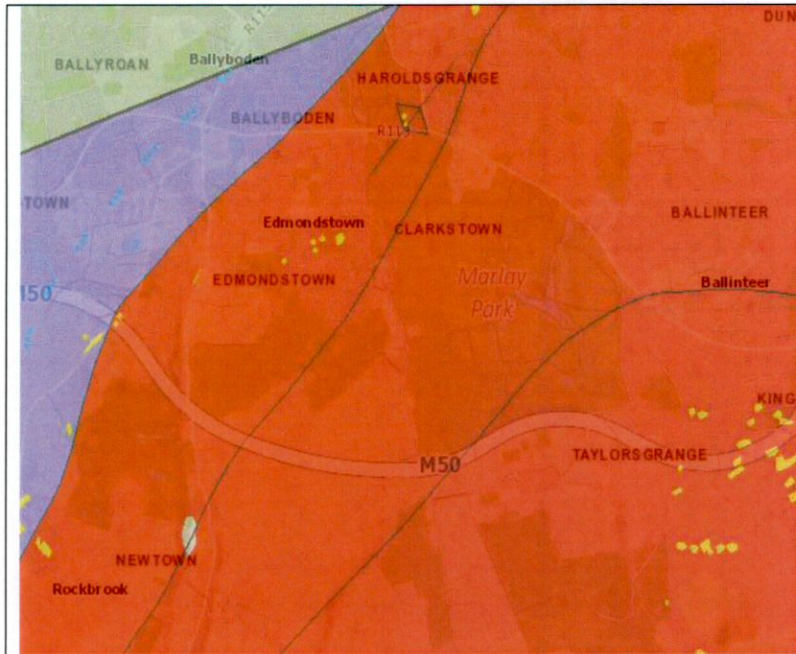 DUN
R115
BALLYROAN
Ballyboden
HAROLDSGRANGE
BALLYBODEN
R113
TOWN
BALLINTEER
Edmondstown
CLARKSTOWN
EDMONDSTOWN
Marlay
Park
Ballinteer
M50
KING
M50
TAYLORSGRANGE
NEWTOWN
Rockbrook